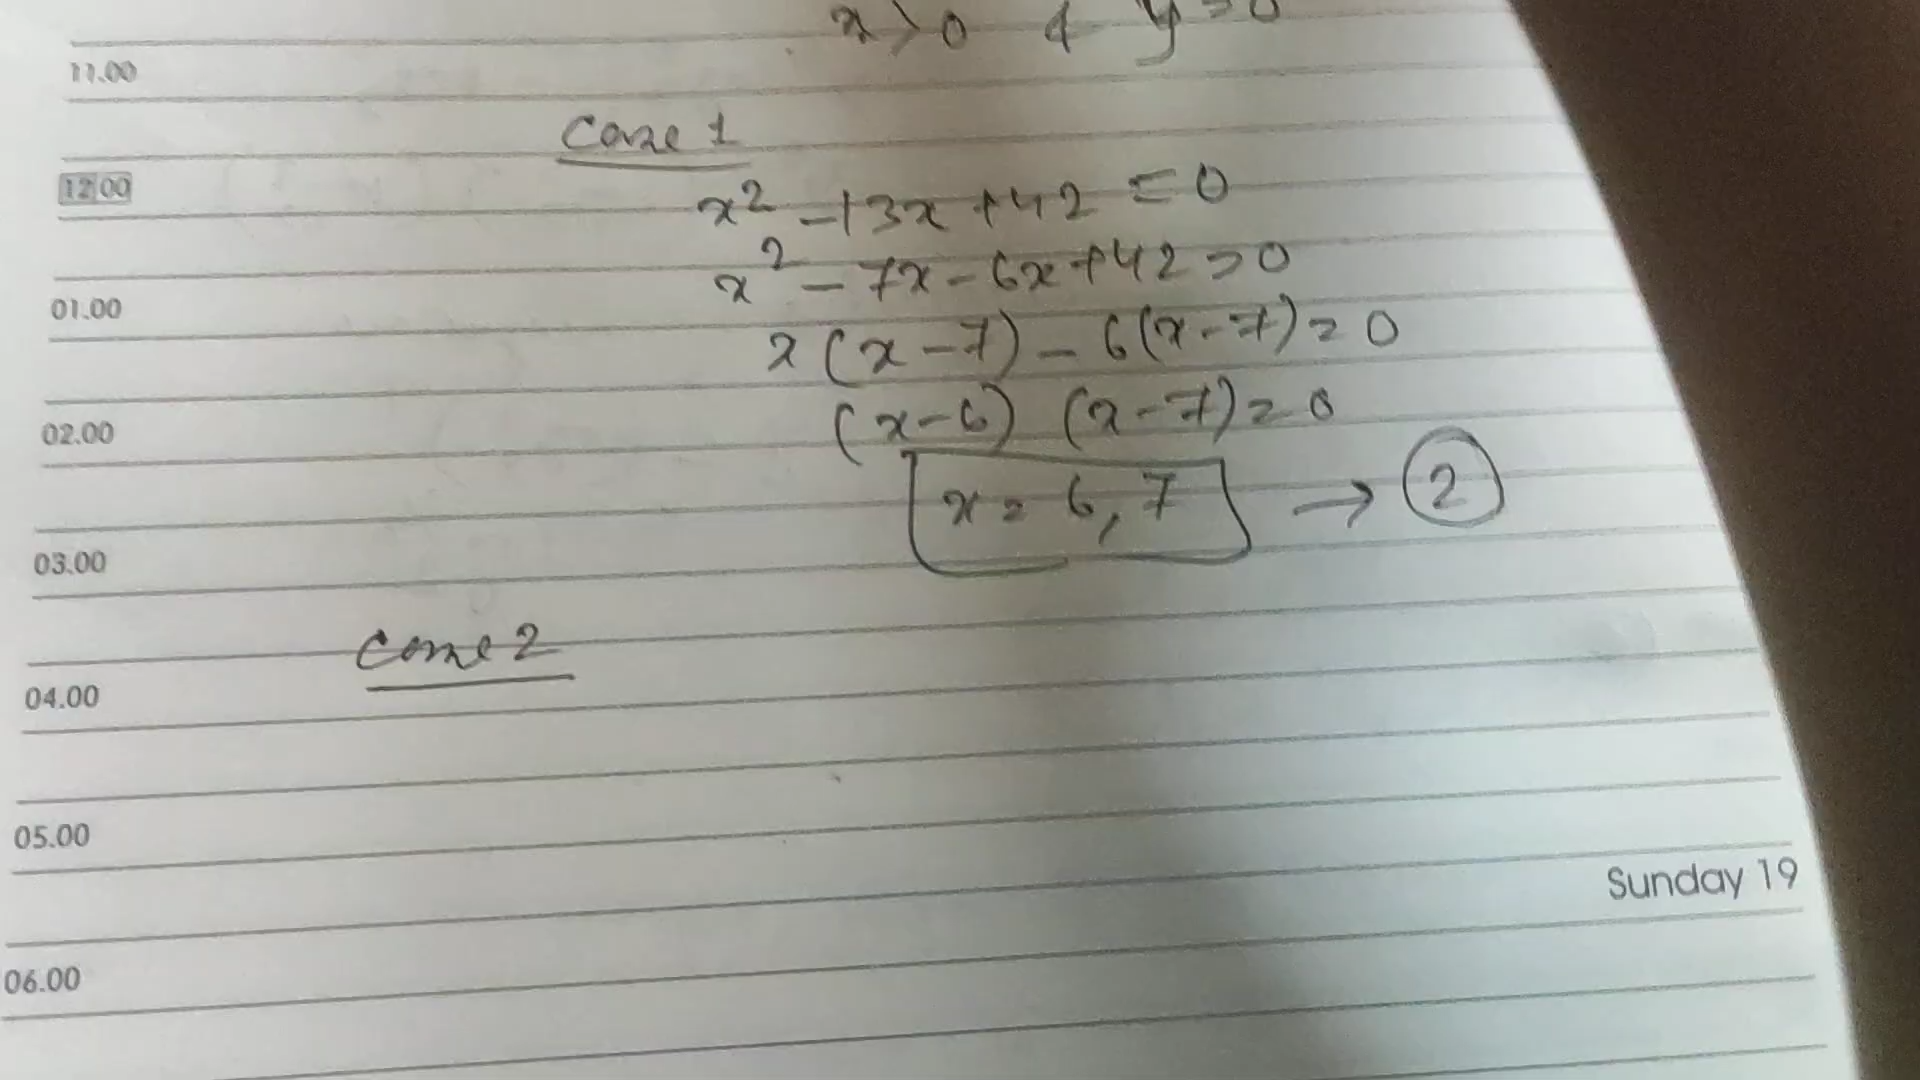 x>0 & y=0
11.00
Case 1
12 00
x² - 13x + 42 = 0
x² - 7x - 6x + 42 = 0
01.00
x(x-7) - 6(x-7) = 0
(x-6) (x-7) = 0
02.00
x = 6, 7 → 2
03.00
Case 2
04.00
05.00
Sunday 19
06.00